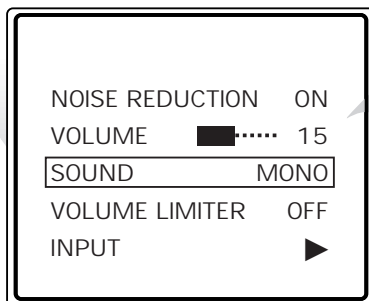 NOISE REDUCTION ON
VOLUME 15
SOUND MONO
VOLUME LIMITER OFF
INPUT